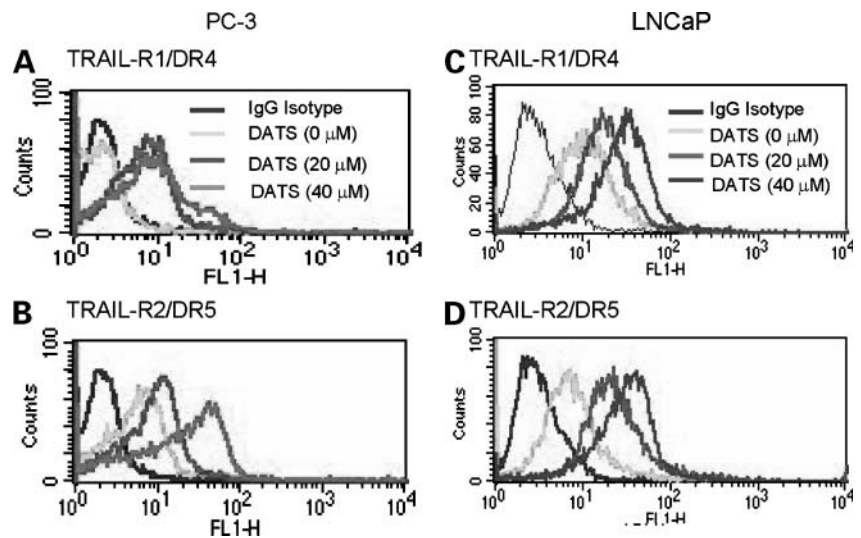 PC-3
LNCaP
A TRAIL-R1/DR4
100
Counts
0
IgG Isotype
DATS (0 μM)
DATS (20 μM)
DATS (40 μM)
10^0 10^1 10^2 10^3 10^4
FL1-H
C TRAIL-R1/DR4
100
80
60
40
20
0
Counts
IgG Isotype
DATS (0 μM)
DATS (20 μM)
DATS (40 μM)
10^0 10^1 10^2 10^3 10^4
FL1-H
B TRAIL-R2/DR5
100
Counts
0
10^0 10^1 10^2 10^3 10^4
FL1-H
D TRAIL-R2/DR5
100
Counts
0
10^0 10^1 10^2 10^3 10^4
FL1-H